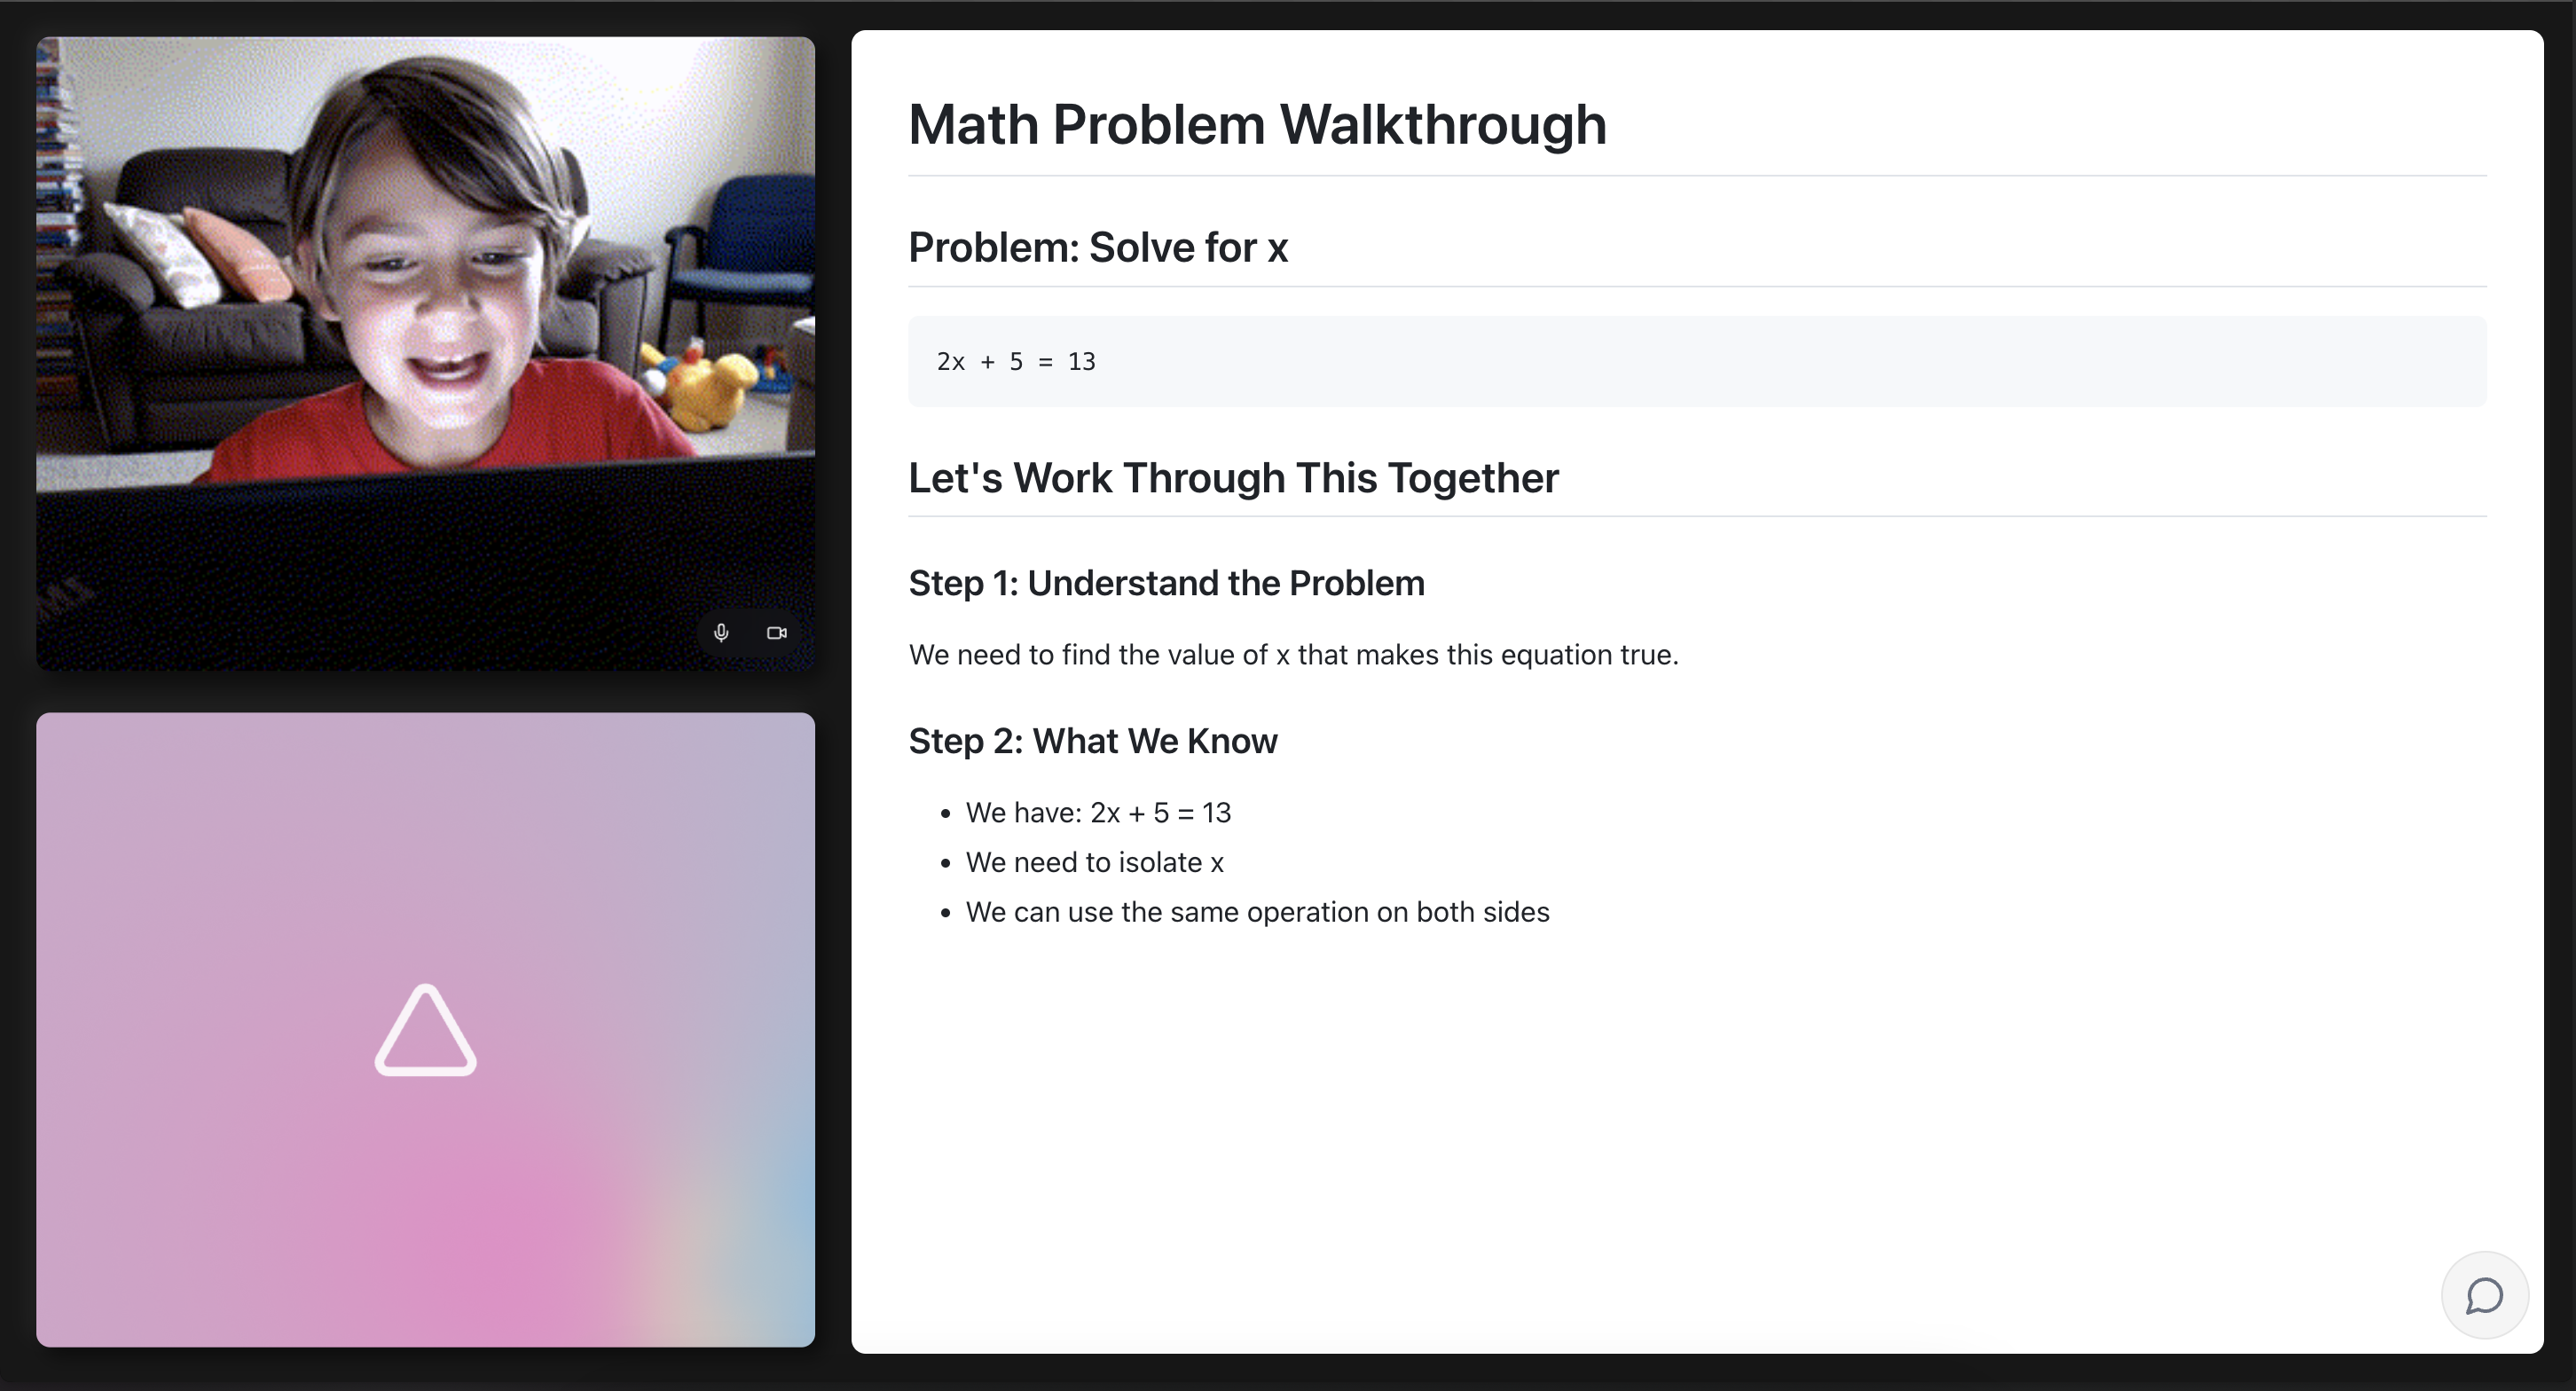 Math Problem Walkthrough
Problem: Solve for x
2x + 5 = 13
Let's Work Through This Together
Step 1: Understand the Problem
We need to find the value of x that makes this equation true.
Step 2: What We Know
• We have: 2x + 5 = 13
• We need to isolate x
• We can use the same operation on both sides